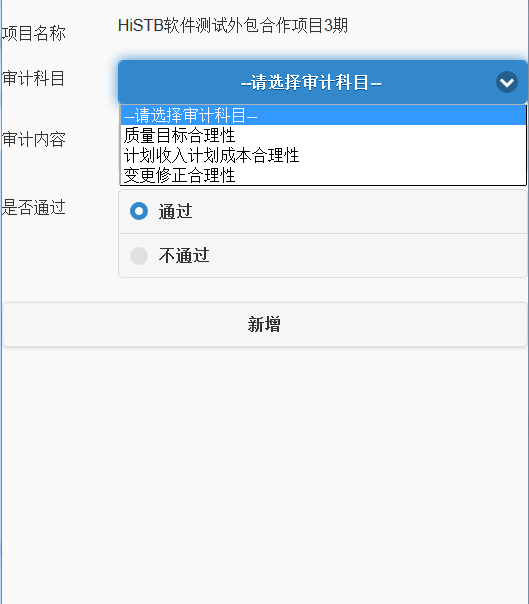 项目名称
HiSTB软件测试外包合作项目3期
审计科目
--请选择审计科目--
--请选择审计科目--
质量目标合理性
计划收入计划成本合理性
变更修正合理性
审计内容
是否通过
通过
不通过
新增